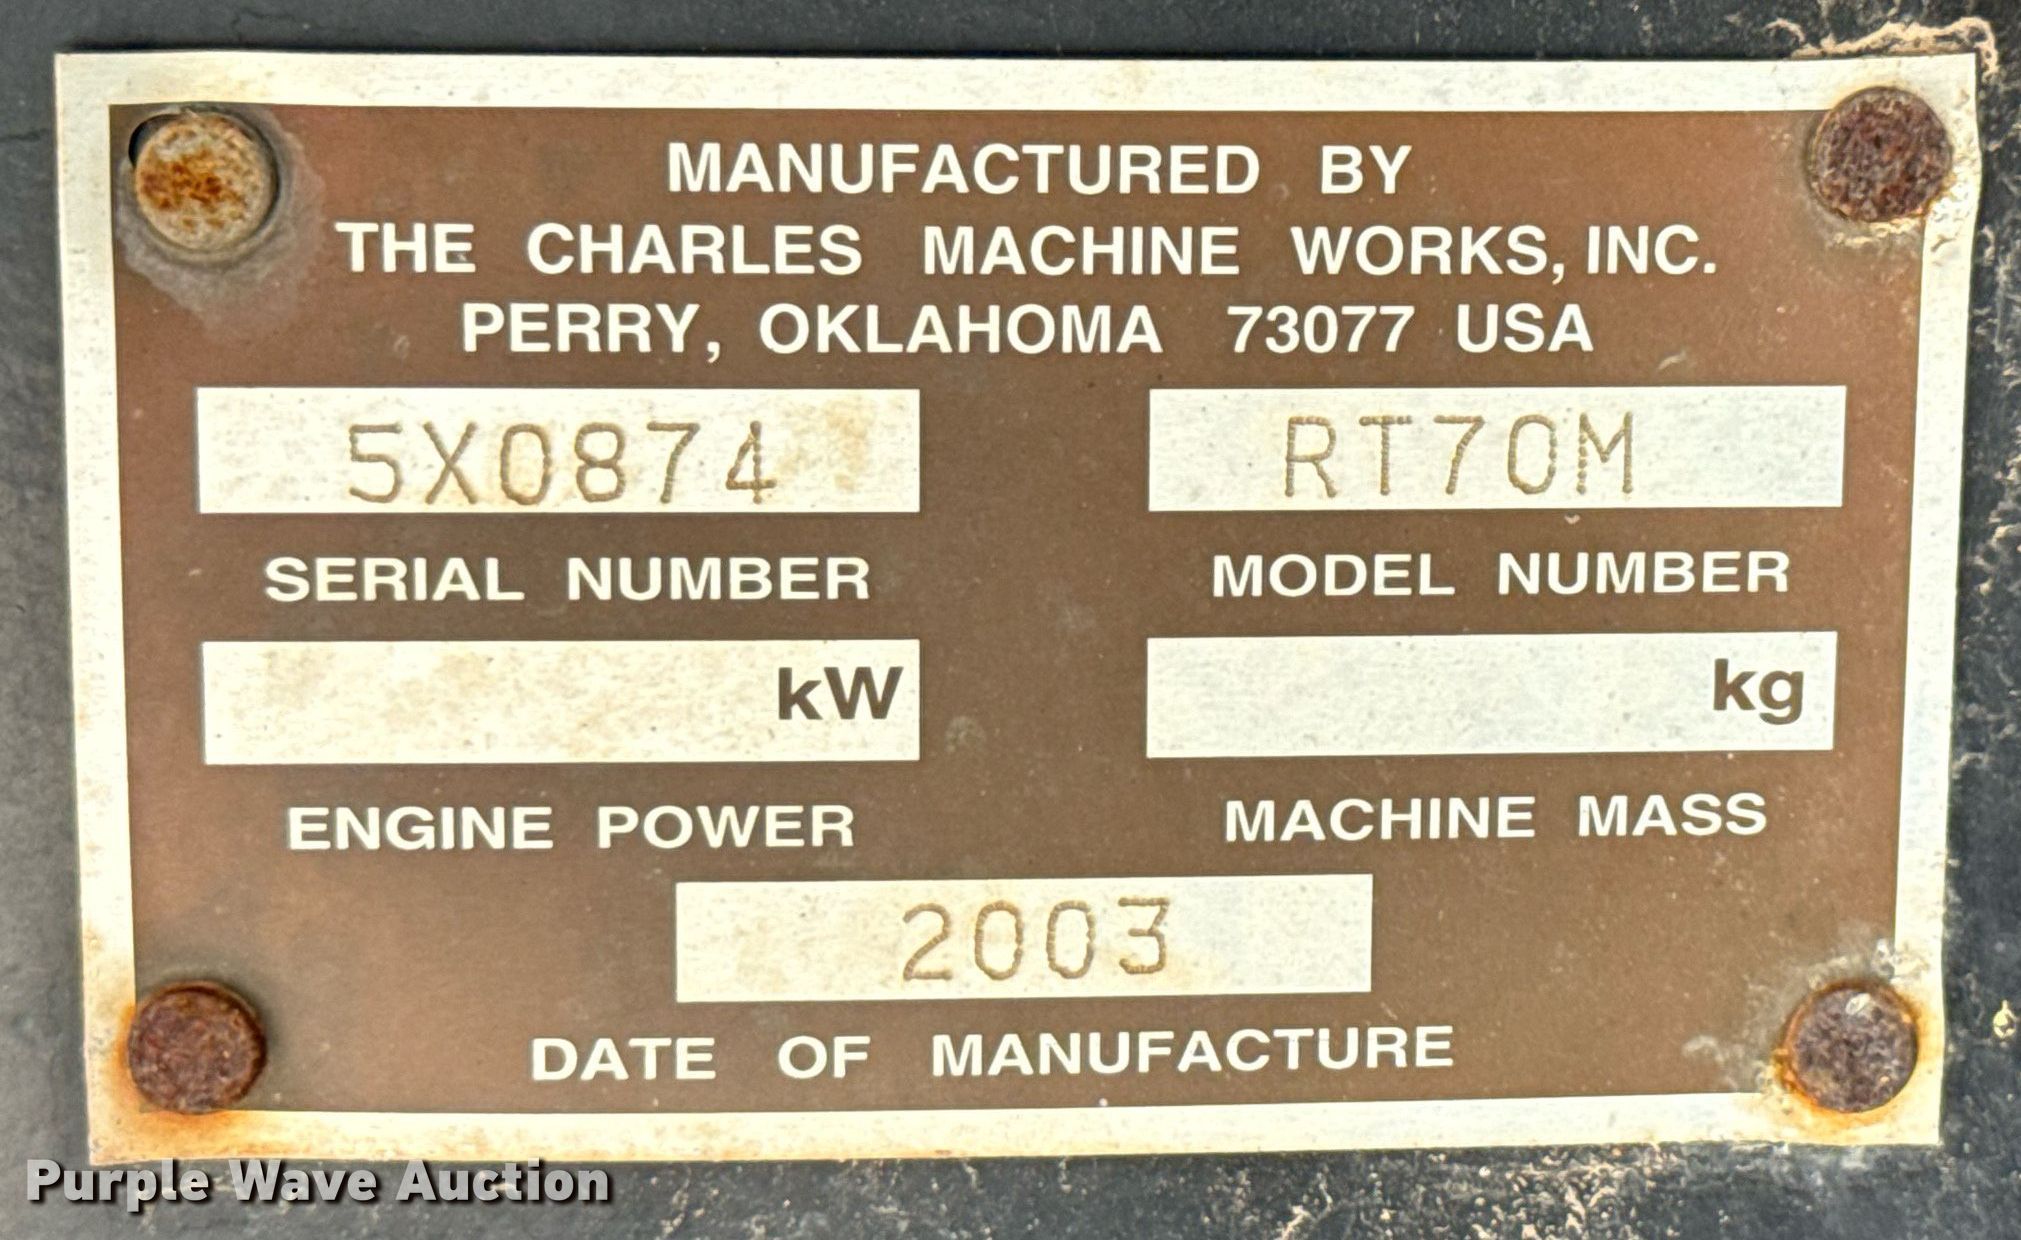 MANUFACTURED BY
THE CHARLES MACHINE WORKS, INC.
PERRY, OKLAHOMA 73077 USA
5X0874 RT70M
SERIAL NUMBER MODEL NUMBER
kW kg
ENGINE POWER MACHINE MASS
2003
DATE OF MANUFACTURE
Purple Wave Auction